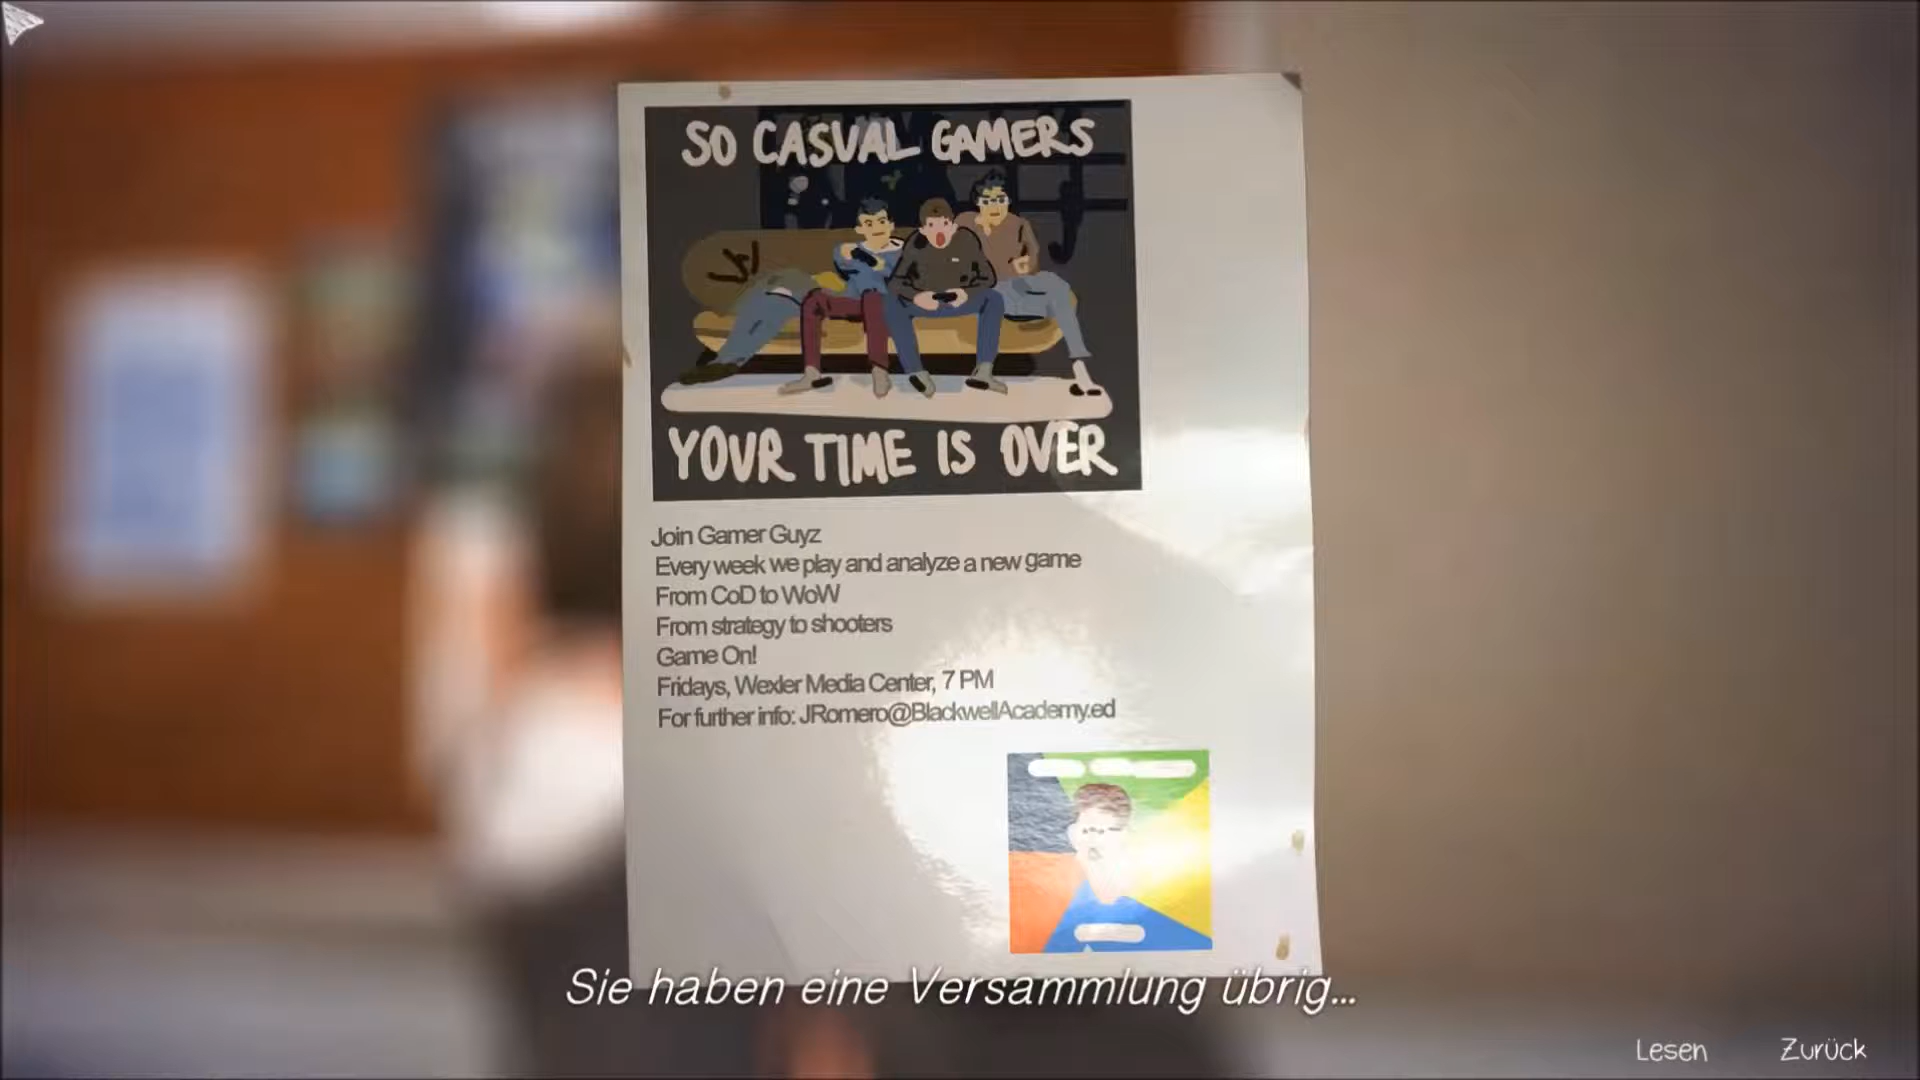 SO CASUAL GAMERS
YOUR TIME IS OVER
Join Gamer Guyz
Every week we play and analyze a new game
From CoD to WoW
From strategy to shooters
Game On!
Fridays, Wexler Media Center, 7 PM
For further info: JRomero@BlackwellAcademy.ed
Sie haben eine Versammlung übrig...
Lesen
Zurück